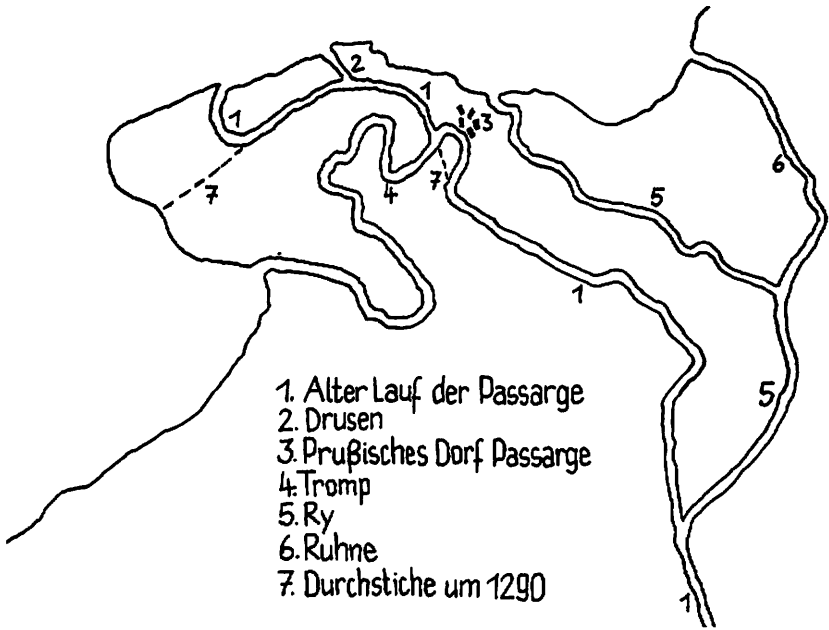 2
1
1
3
6
7
4
7
5
1
5
1
1. Alter Lauf der Passarge
2. Drusen
3. Prußisches Dorf Passarge
4. Tromp
5. Ry
6. Ruhne
7. Durchstiche um 1290